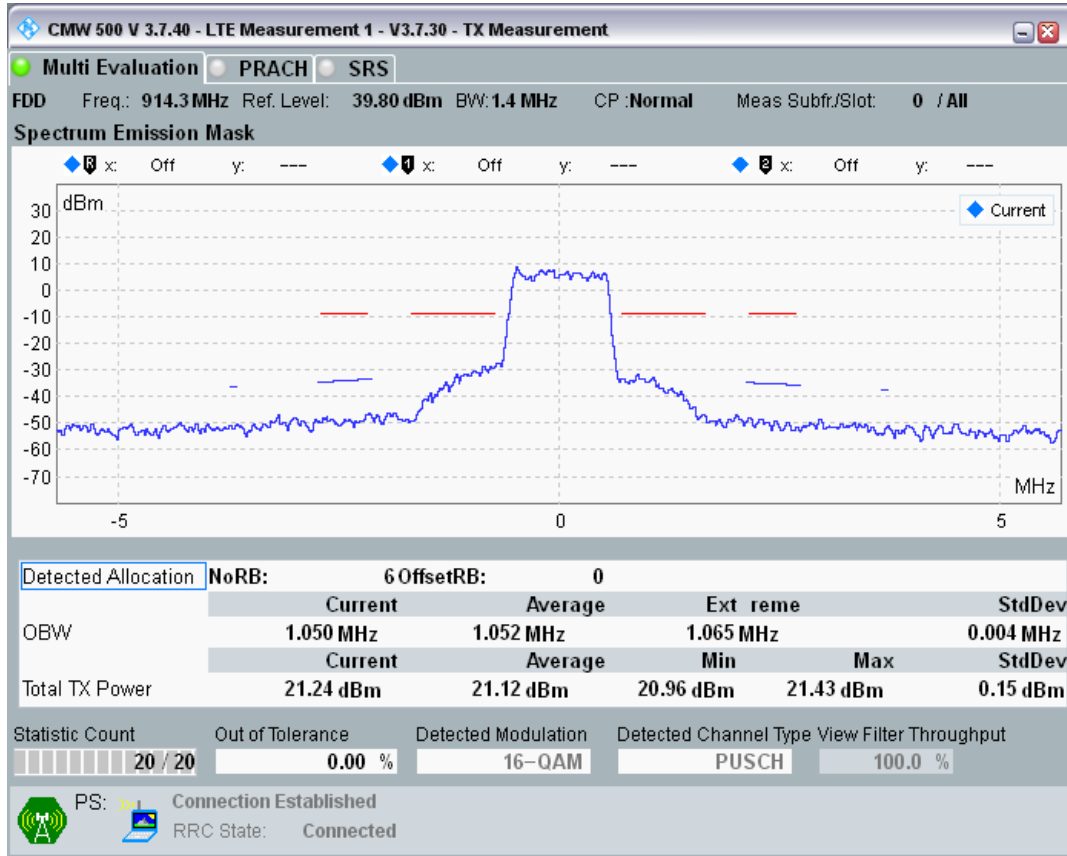 CMW 500 V 3.7.40 - LTE Measurement 1 - V3.7.30 - TX Measurement
Multi Evaluation PRACH SRS
FDD Freq.: 914.3 MHz Ref. Level: 39.80 dBm BW: 1.4 MHz CP :Normal Meas Subfr./Slot: 0 / All
Spectrum Emission Mask
R x: Off y: --- 1 x: Off y: --- 2 x: Off y: ---
dBm
Current
30
20
10
0
-10
-20
-30
-40
-50
-60
-70
MHz
-5 0 5
Detected Allocation NoRB: 6 OffsetRB: 0
Current Average Ext reme StdDev
OBW 1.050 MHz 1.052 MHz 1.065 MHz 0.004 MHz
Current Average Min Max StdDev
Total TX Power 21.24 dBm 21.12 dBm 20.96 dBm 21.43 dBm 0.15 dBm
Statistic Count Out of Tolerance Detected Modulation Detected Channel Type View Filter Throughput
20 / 20 0.00 % 16-QAM PUSCH 100.0 %
PS: Connection Established
RRC State: Connected